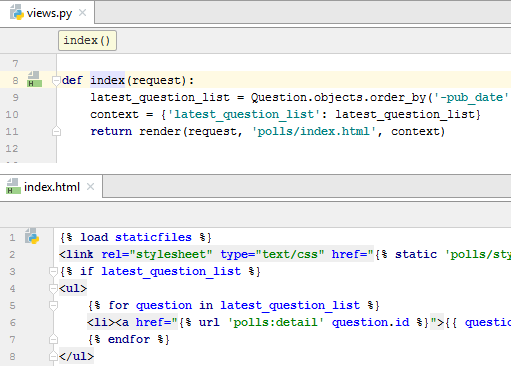 views.py
index()
7
8 def index(request):
9 latest_question_list = Question.objects.order_by('-pub_date'
10 context = {'latest_question_list': latest_question_list}
11 return render(request, 'polls/index.html', context)
12
index.html
1 {% load staticfiles %}
2 <link rel="stylesheet" type="text/css" href="{% static 'polls/sty
3 {% if latest_question_list %}
4 <ul>
5 {% for question in latest_question_list %}
6 <li><a href="{% url 'polls:detail' question.id %}">{{ questio
7 {% endfor %}
8 </ul>